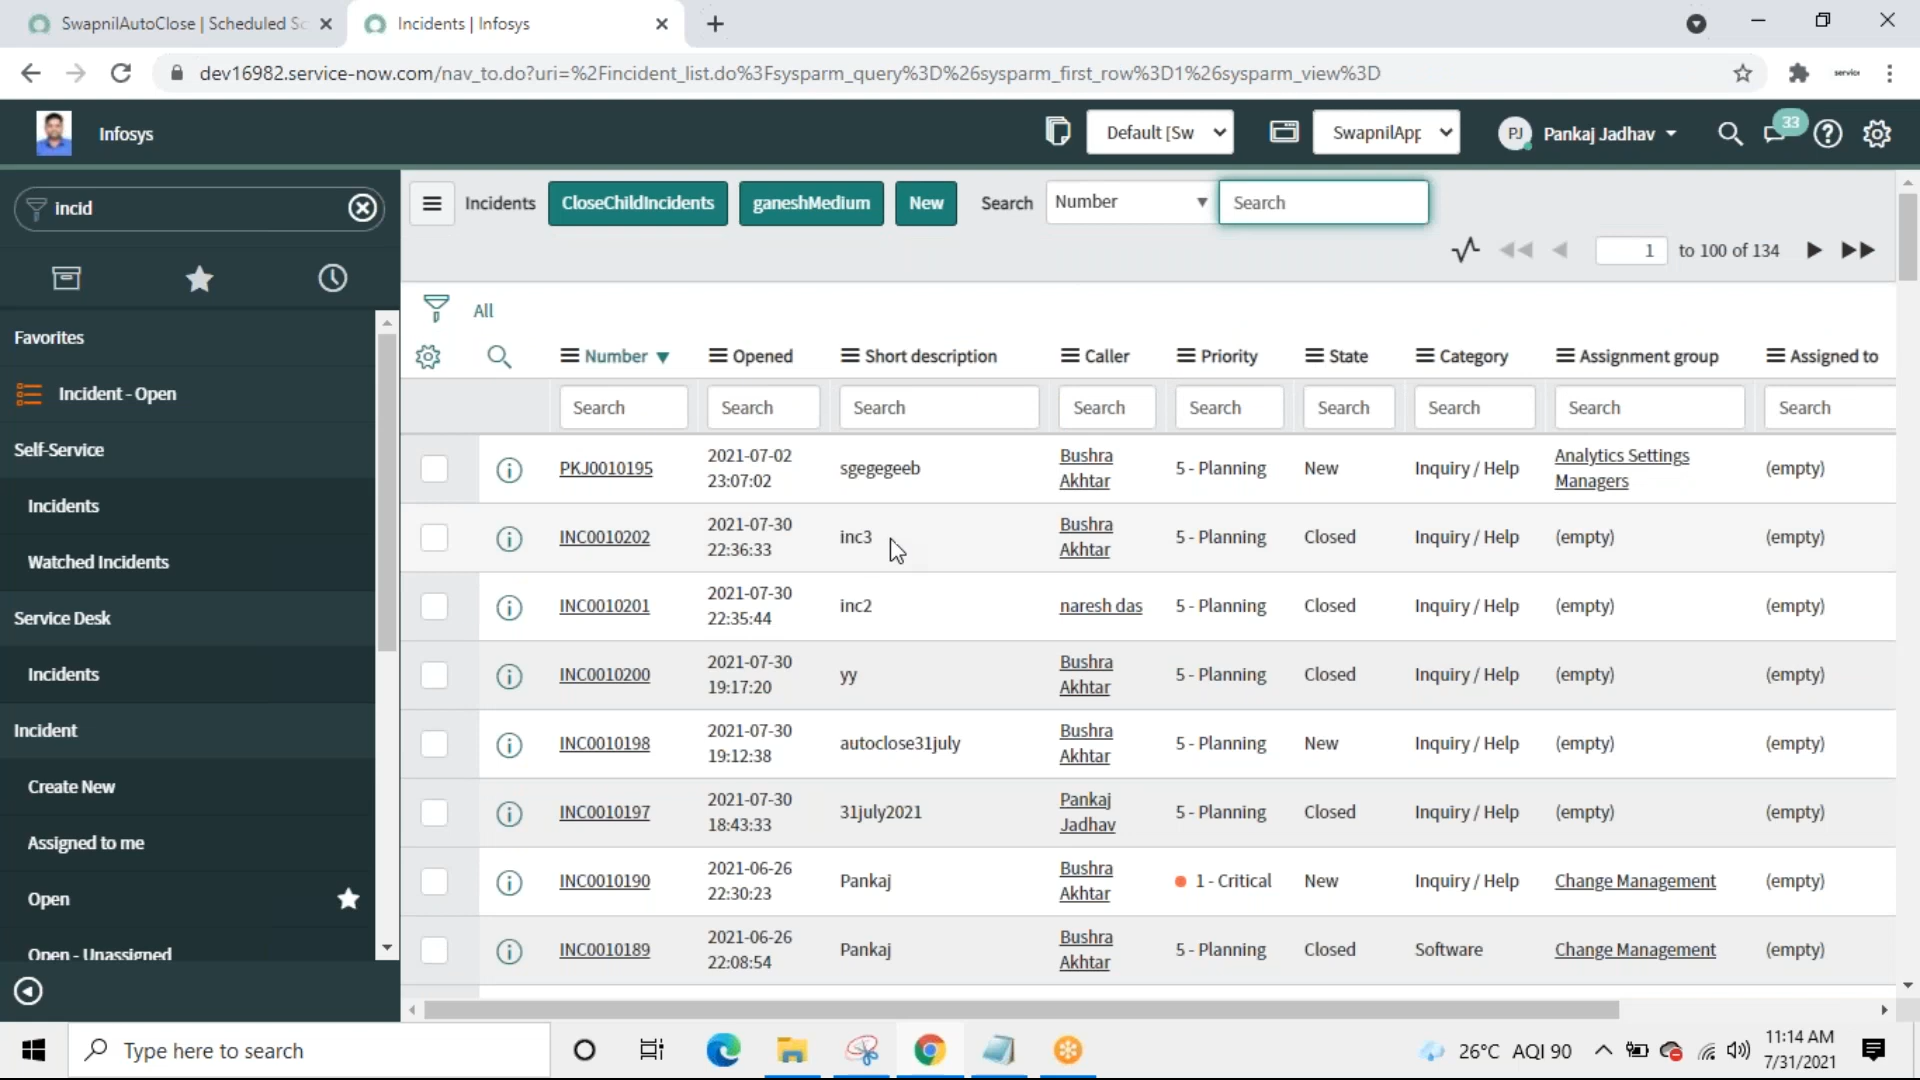 SwapnilAutoClose | Scheduled Sc
Incidents | Infosys
dev16982.service-now.com/nav_to.do?uri=%2Fincident_list.do%3Fsysparm_query%3D%26sysparm_first_row%3D1%26sysparm_view%3D
service
Infosys
Default [Sw
SwapnilApp
PJ
Pankaj Jadhav
33
incid
Favorites
Incident - Open
Self-Service
Incidents
Watched Incidents
Service Desk
Incidents
Incident
Create New
Assigned to me
Open
Open - Unassigned
Incidents
CloseChildIncidents
ganeshMedium
New
Search
Number
Search
1 to 100 of 134
All
Number Opened Short description Caller Priority State Category Assignment group Assigned to
Search Search Search Search Search Search Search Search Search
PKJ0010195 2021-07-02 23:07:02 sgegegeeb Bushra Akhtar 5 - Planning New Inquiry / Help Analytics Settings Managers (empty)
INC0010202 2021-07-30 22:36:33 inc3 Bushra Akhtar 5 - Planning Closed Inquiry / Help (empty) (empty)
INC0010201 2021-07-30 22:35:44 inc2 naresh das 5 - Planning Closed Inquiry / Help (empty) (empty)
INC0010200 2021-07-30 19:17:20 yy Bushra Akhtar 5 - Planning Closed Inquiry / Help (empty) (empty)
INC0010198 2021-07-30 19:12:38 autoclose31july Bushra Akhtar 5 - Planning New Inquiry / Help (empty) (empty)
INC0010197 2021-07-30 18:43:33 31july2021 Pankaj Jadhav 5 - Planning Closed Inquiry / Help (empty) (empty)
INC0010190 2021-06-26 22:30:23 Pankaj Bushra Akhtar 1 - Critical New Inquiry / Help Change Management (empty)
INC0010189 2021-06-26 22:08:54 Pankaj Bushra Akhtar 5 - Planning Closed Software Change Management (empty)
Type here to search
26°C AQI 90
11:14 AM
7/31/2021